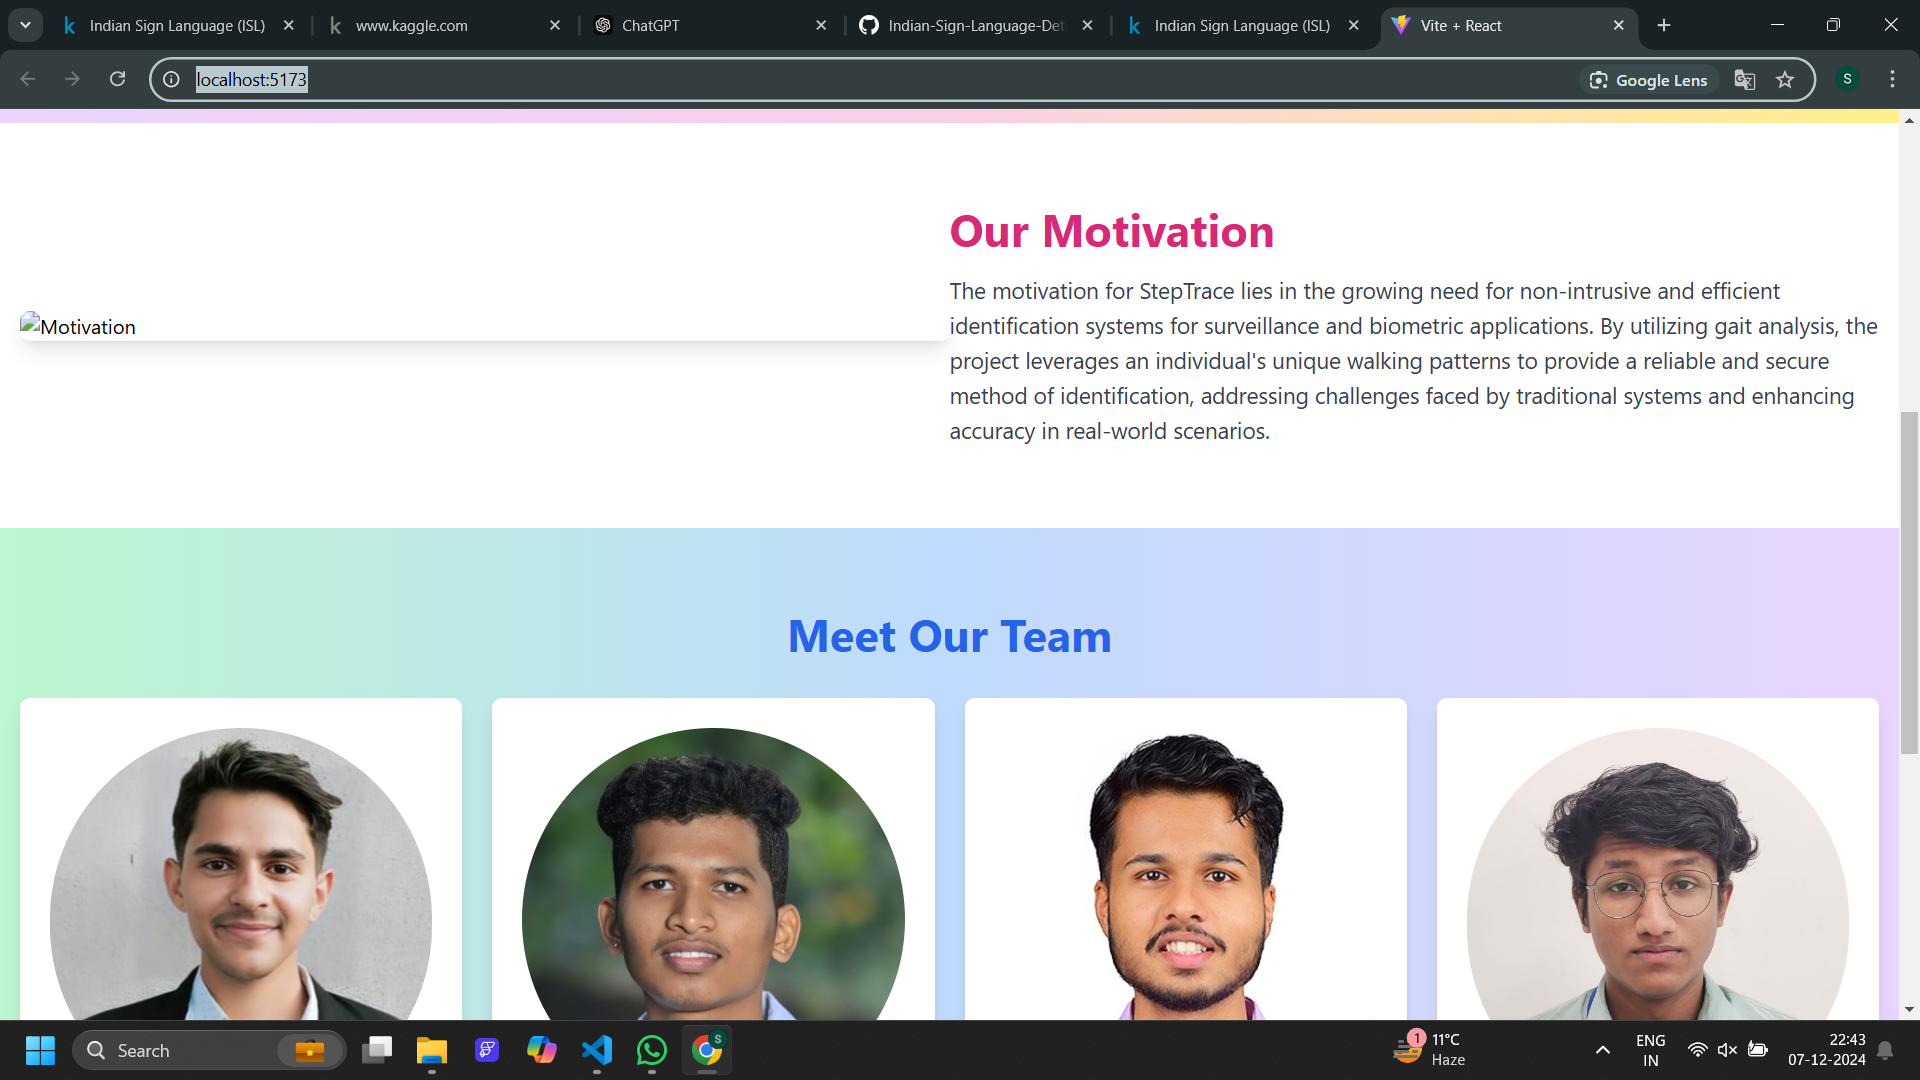 Indian Sign Language (ISL)
www.kaggle.com
ChatGPT
Indian-Sign-Language-Det
Indian Sign Language (ISL)
Vite + React
localhost:5173
Google Lens
S
Our Motivation
Motivation
The motivation for StepTrace lies in the growing need for non-intrusive and efficient
identification systems for surveillance and biometric applications. By utilizing gait analysis, the
project leverages an individual's unique walking patterns to provide a reliable and secure
method of identification, addressing challenges faced by traditional systems and enhancing
accuracy in real-world scenarios.
Meet Our Team
Search
S
1
11°C
Haze
ENG
IN
22:43
07-12-2024